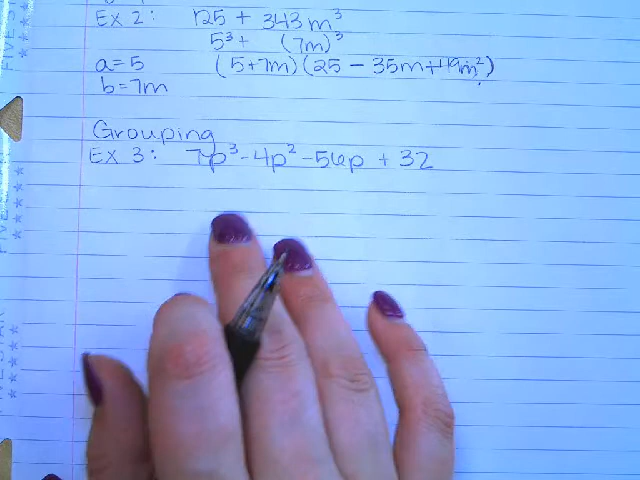 EX 2: 125 + 343m³
5³ + (7m)³
a=5 (5+7m)(25 - 35m+49m²)
b=7m
Grouping
EX 3: 7p³-4p²-56p + 32